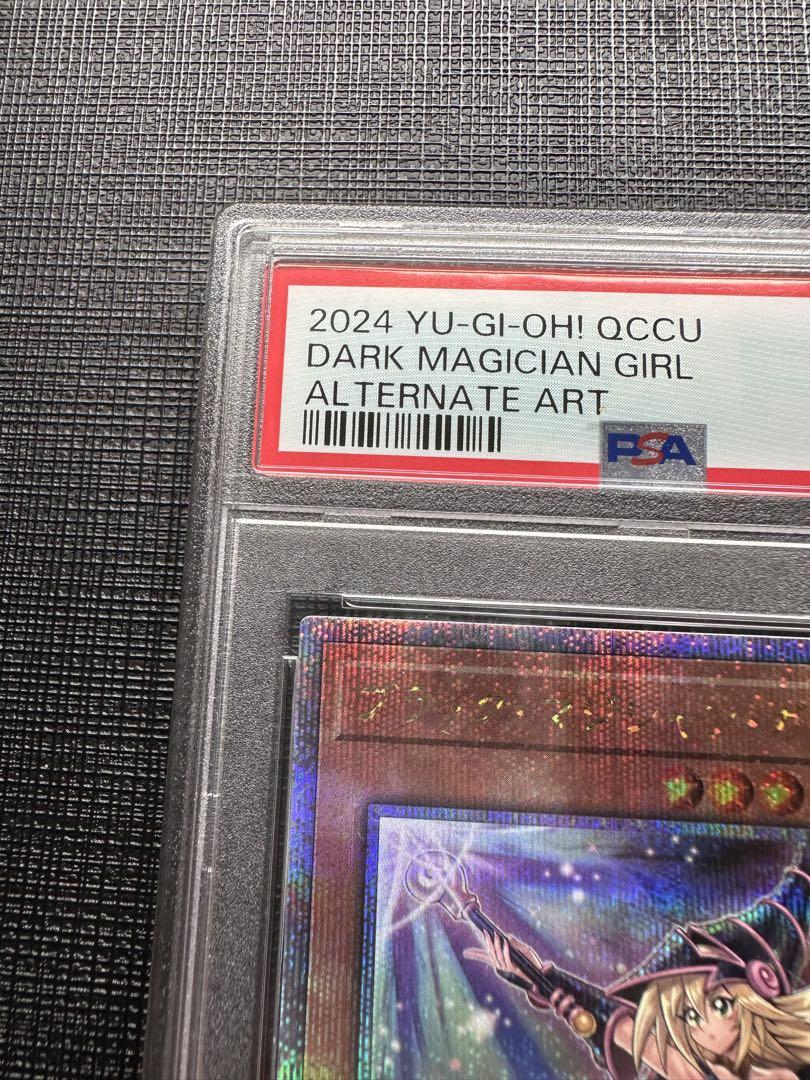 2024 YU-GI-OH! QCCU
DARK MAGICIAN GIRL
ALTERNATE ART
PSA